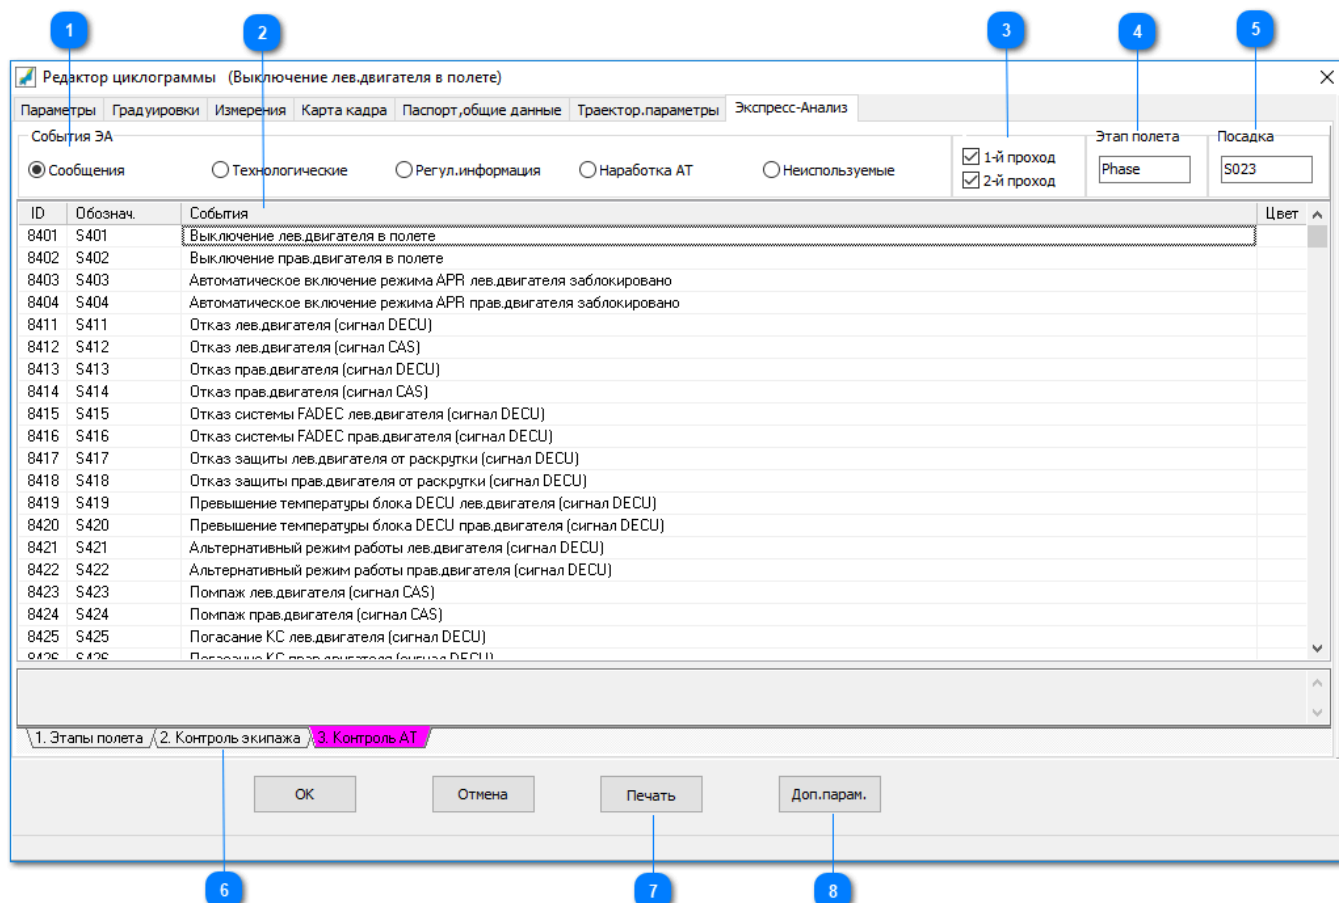 1 2 3 4 5
Редактор циклограммы (Выключение лев.двигателя в полете)
Параметры Градуировки Измерения Карта кадра Паспорт,общие данные Траектор.параметры Экспресс-Анализ
События ЭА Этап полета Посадка
Сообщения Технологические Регул.информация Наработка АТ Неиспользуемые 1-й проход Phase S023
2-й проход
ID Обознач. События Цвет
8401 S401 Выключение лев.двигателя в полете
8402 S402 Выключение прав.двигателя в полете
8403 S403 Автоматическое включение режима APR лев.двигателя заблокировано
8404 S404 Автоматическое включение режима APR прав.двигателя заблокировано
8411 S411 Отказ лев.двигателя (сигнал DECU)
8412 S412 Отказ лев.двигателя (сигнал CAS)
8413 S413 Отказ прав.двигателя (сигнал DECU)
8414 S414 Отказ прав.двигателя (сигнал CAS)
8415 S415 Отказ системы FADEC лев.двигателя (сигнал DECU)
8416 S416 Отказ системы FADEC прав.двигателя (сигнал DECU)
8417 S417 Отказ защиты лев.двигателя от раскрутки (сигнал DECU)
8418 S418 Отказ защиты прав.двигателя от раскрутки (сигнал DECU)
8419 S419 Превышение температуры блока DECU лев.двигателя (сигнал DECU)
8420 S420 Превышение температуры блока DECU прав.двигателя (сигнал DECU)
8421 S421 Альтернативный режим работы лев.двигателя (сигнал DECU)
8422 S422 Альтернативный режим работы прав.двигателя (сигнал DECU)
8423 S423 Помпаж лев.двигателя (сигнал CAS)
8424 S424 Помпаж прав.двигателя (сигнал CAS)
8425 S425 Погасание КС лев.двигателя (сигнал DECU)
8426 S426 Погасание КС прав.двигателя (сигнал DECU)
1. Этапы полета 2. Контроль экипажа 3. Контроль АТ
OK Отмена Печать Доп.парам.
6 7 8